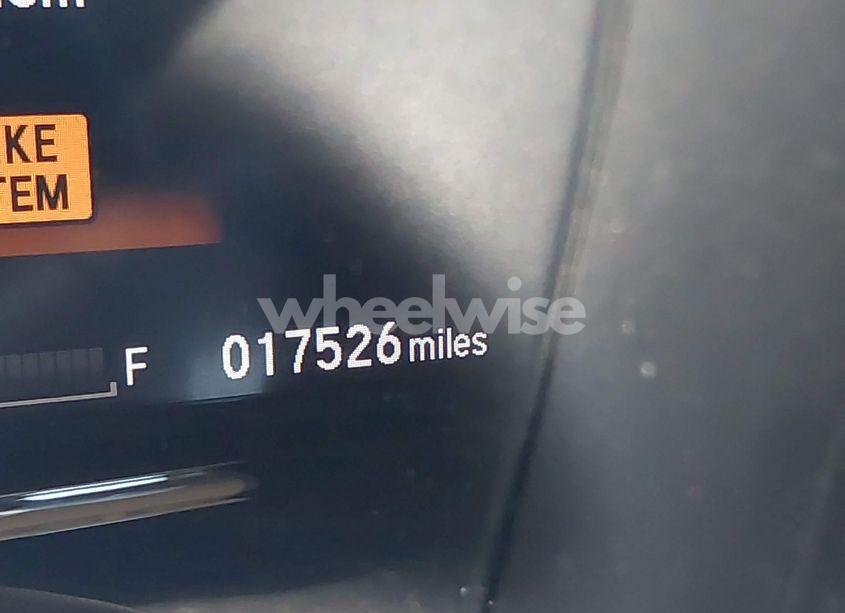 KE
TEM
wheelwise
F 017526 miles